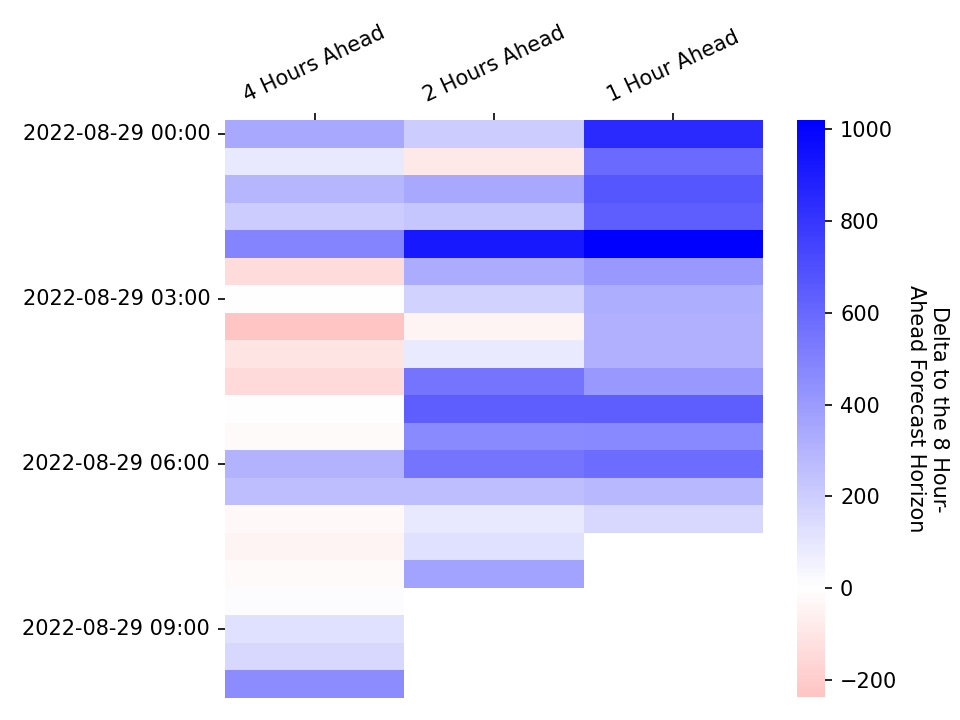 4 Hours Ahead
2 Hours Ahead
1 Hour Ahead
2022-08-29 00:00
2022-08-29 03:00
2022-08-29 06:00
2022-08-29 09:00
1000
800
600
400
200
0
−200
Delta to the 8 Hour-
Ahead Forecast Horizon